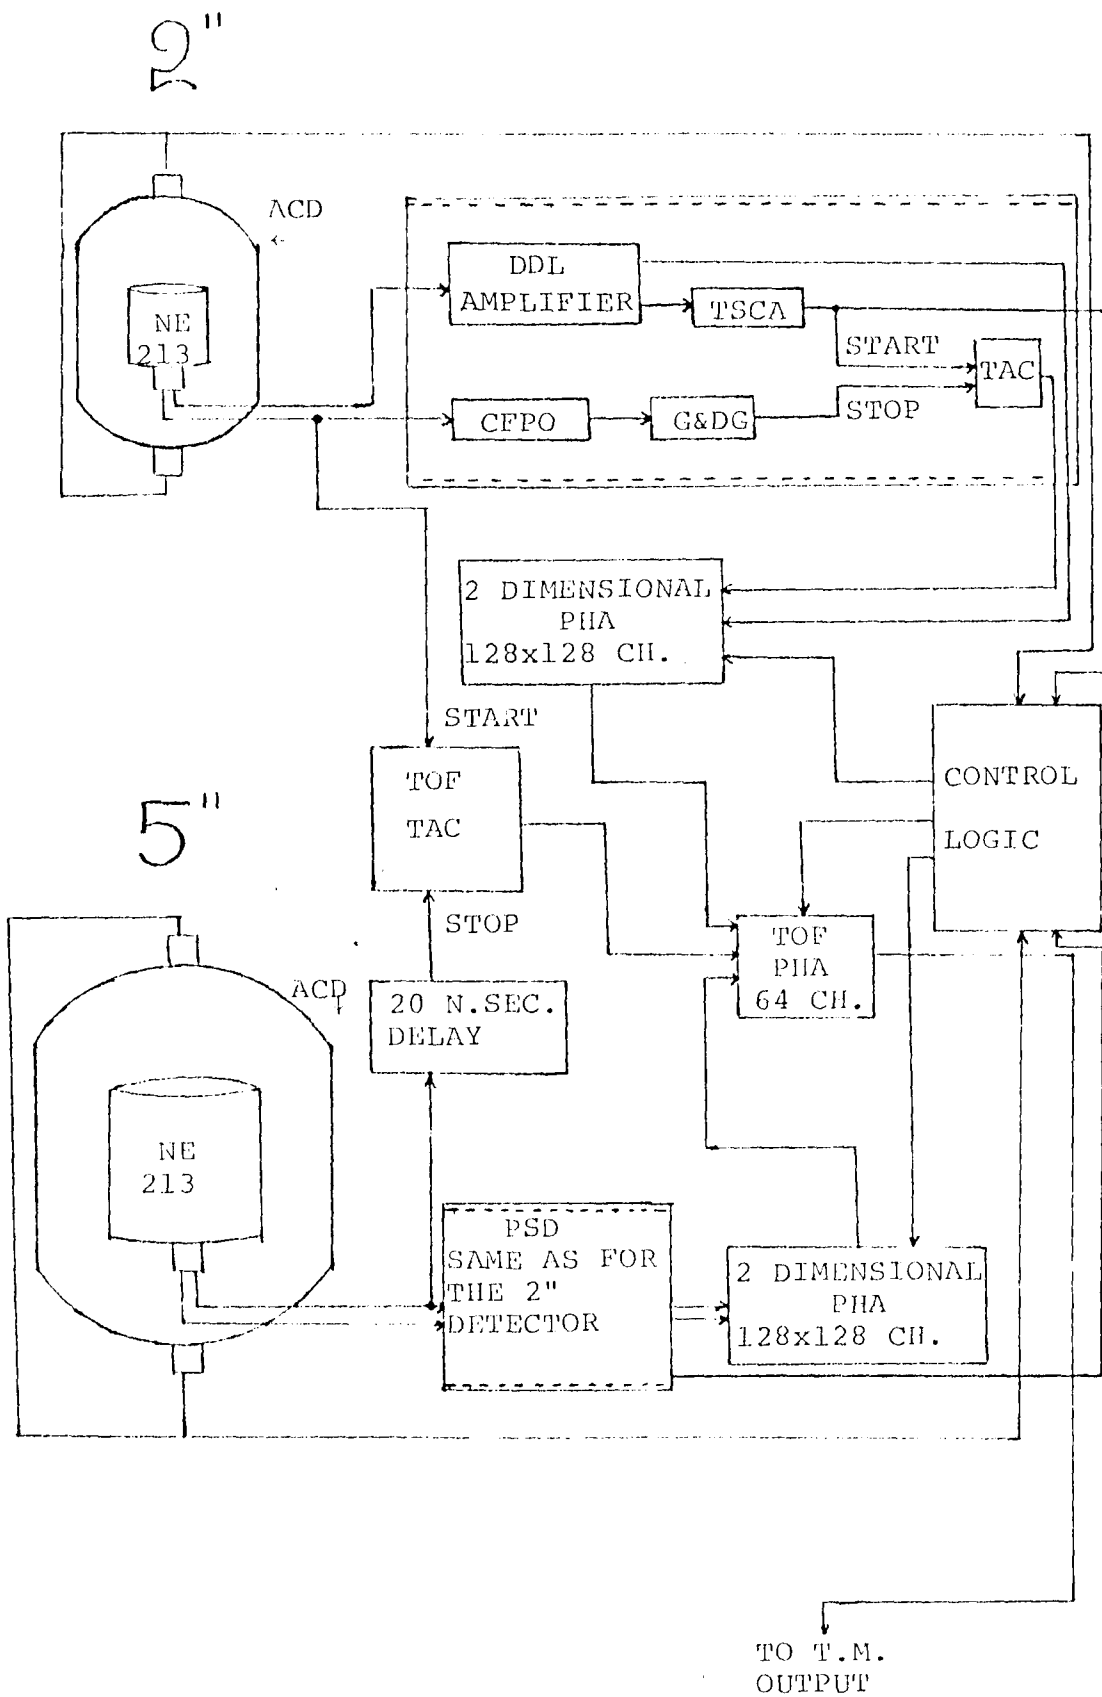 2"
ACD
NE
213
DDL
AMPLIFIER
TSCA
START
TAC
STOP
CFPO
G&DG
2 DIMENSIONAL
PHA
128x128 CH.
START
TOF
TAC
CONTROL
LOGIC
5"
STOP
TOF
PHA
64 CH.
ACD
20 N.SEC.
DELAY
NE
213
PSD
SAME AS FOR
THE 2"
DETECTOR
2 DIMENSIONAL
PHA
128x128 CH.
TO T.M.
OUTPUT